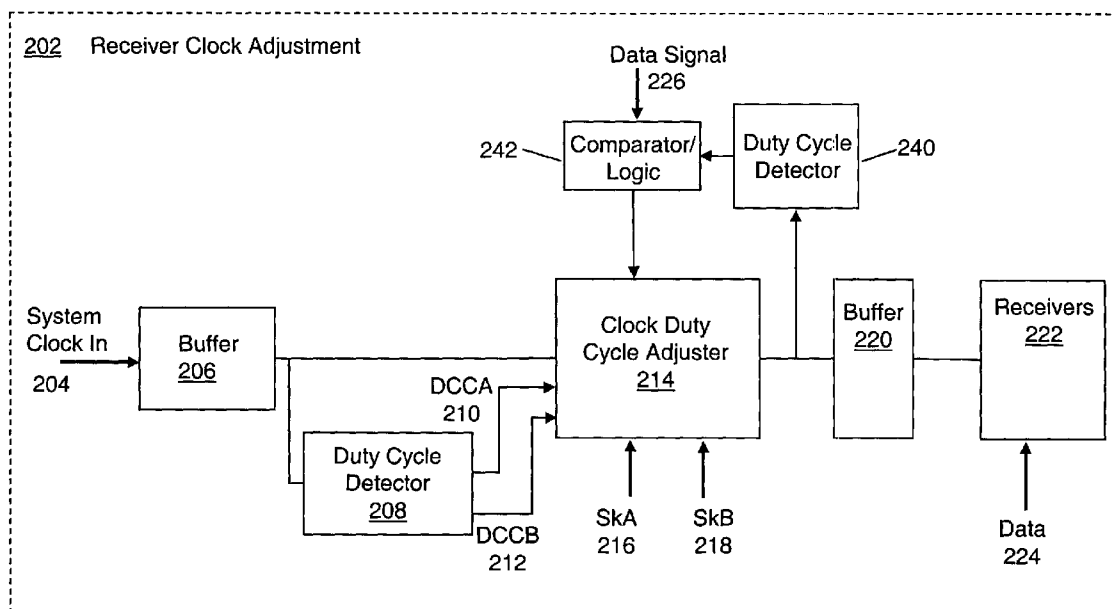 202 Receiver Clock Adjustment
Data Signal
226
242
Comparator/
Logic
Duty Cycle
Detector
240
System
Clock In
204
Buffer
206
DCCA
210
Duty Cycle
Detector
208
DCCB
212
Clock Duty
Cycle Adjuster
214
SkA
216
SkB
218
Buffer
220
Receivers
222
Data
224